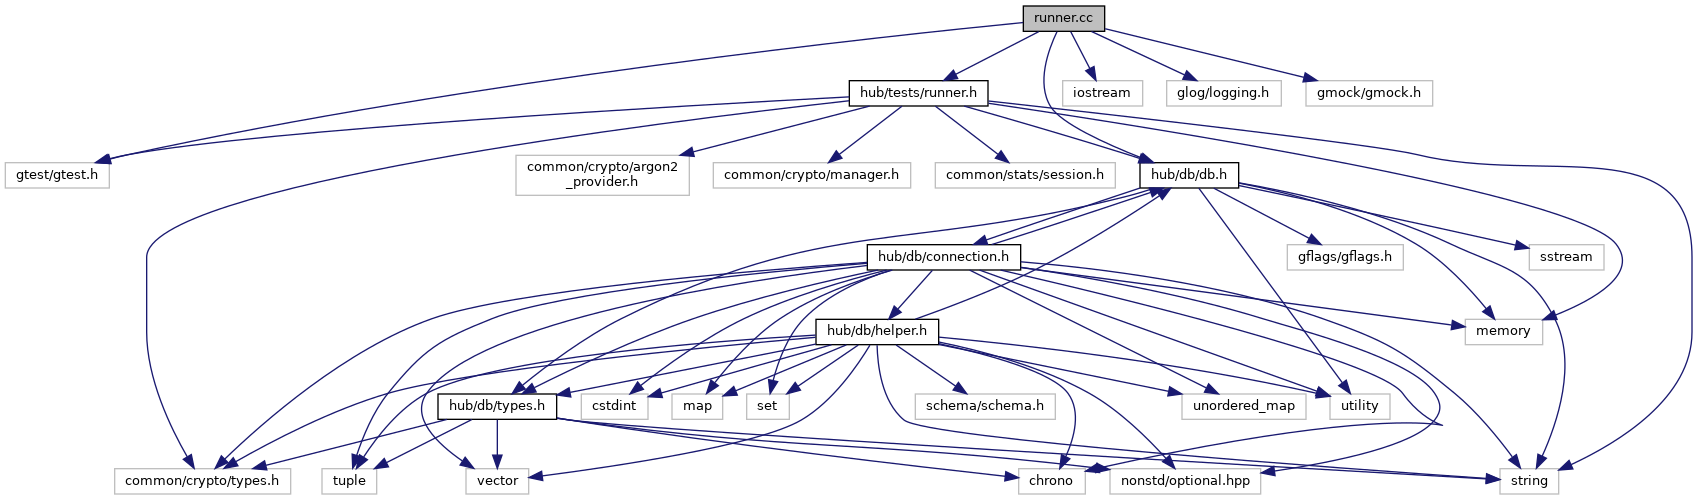 runner.cc
hub/tests/runner.h
iostream
glog/logging.h
gmock/gmock.h
gtest/gtest.h
common/crypto/argon2
_provider.h
common/crypto/manager.h
common/stats/session.h
hub/db/db.h
hub/db/connection.h
gflags/gflags.h
sstream
hub/db/helper.h
memory
hub/db/types.h
cstdint
map
set
schema/schema.h
unordered_map
utility
common/crypto/types.h
tuple
vector
chrono
nonstd/optional.hpp
string